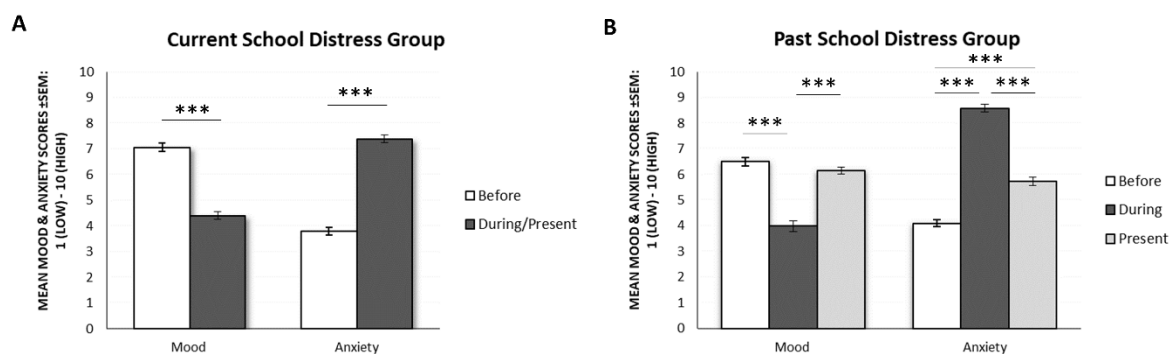 A
Current School Distress Group
MEAN MOOD & ANXIETY SCORES ±SEM:
1 (LOW) - 10 (HIGH)
10
9
8
7
6
5
4
3
2
1
0
***
***
Mood
Anxiety
Before
During/Present
B
Past School Distress Group
MEAN MOOD & ANXIETY SCORES ±SEM:
1 (LOW) - 10 (HIGH)
10
9
8
7
6
5
4
3
2
1
0
***
***
***
***
***
Mood
Anxiety
Before
During
Present